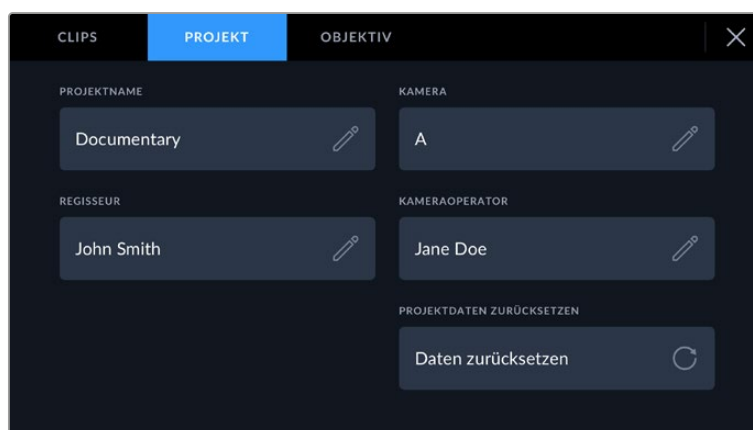 CLIPS PROJEKT OBJEKTIV
PROJEKTNAME
Documentary
KAMERA
A
REGISSEUR
John Smith
KAMERAOPERATOR
Jane Doe
PROJEKTDATEN ZURÜCKSETZEN
Daten zurücksetzen